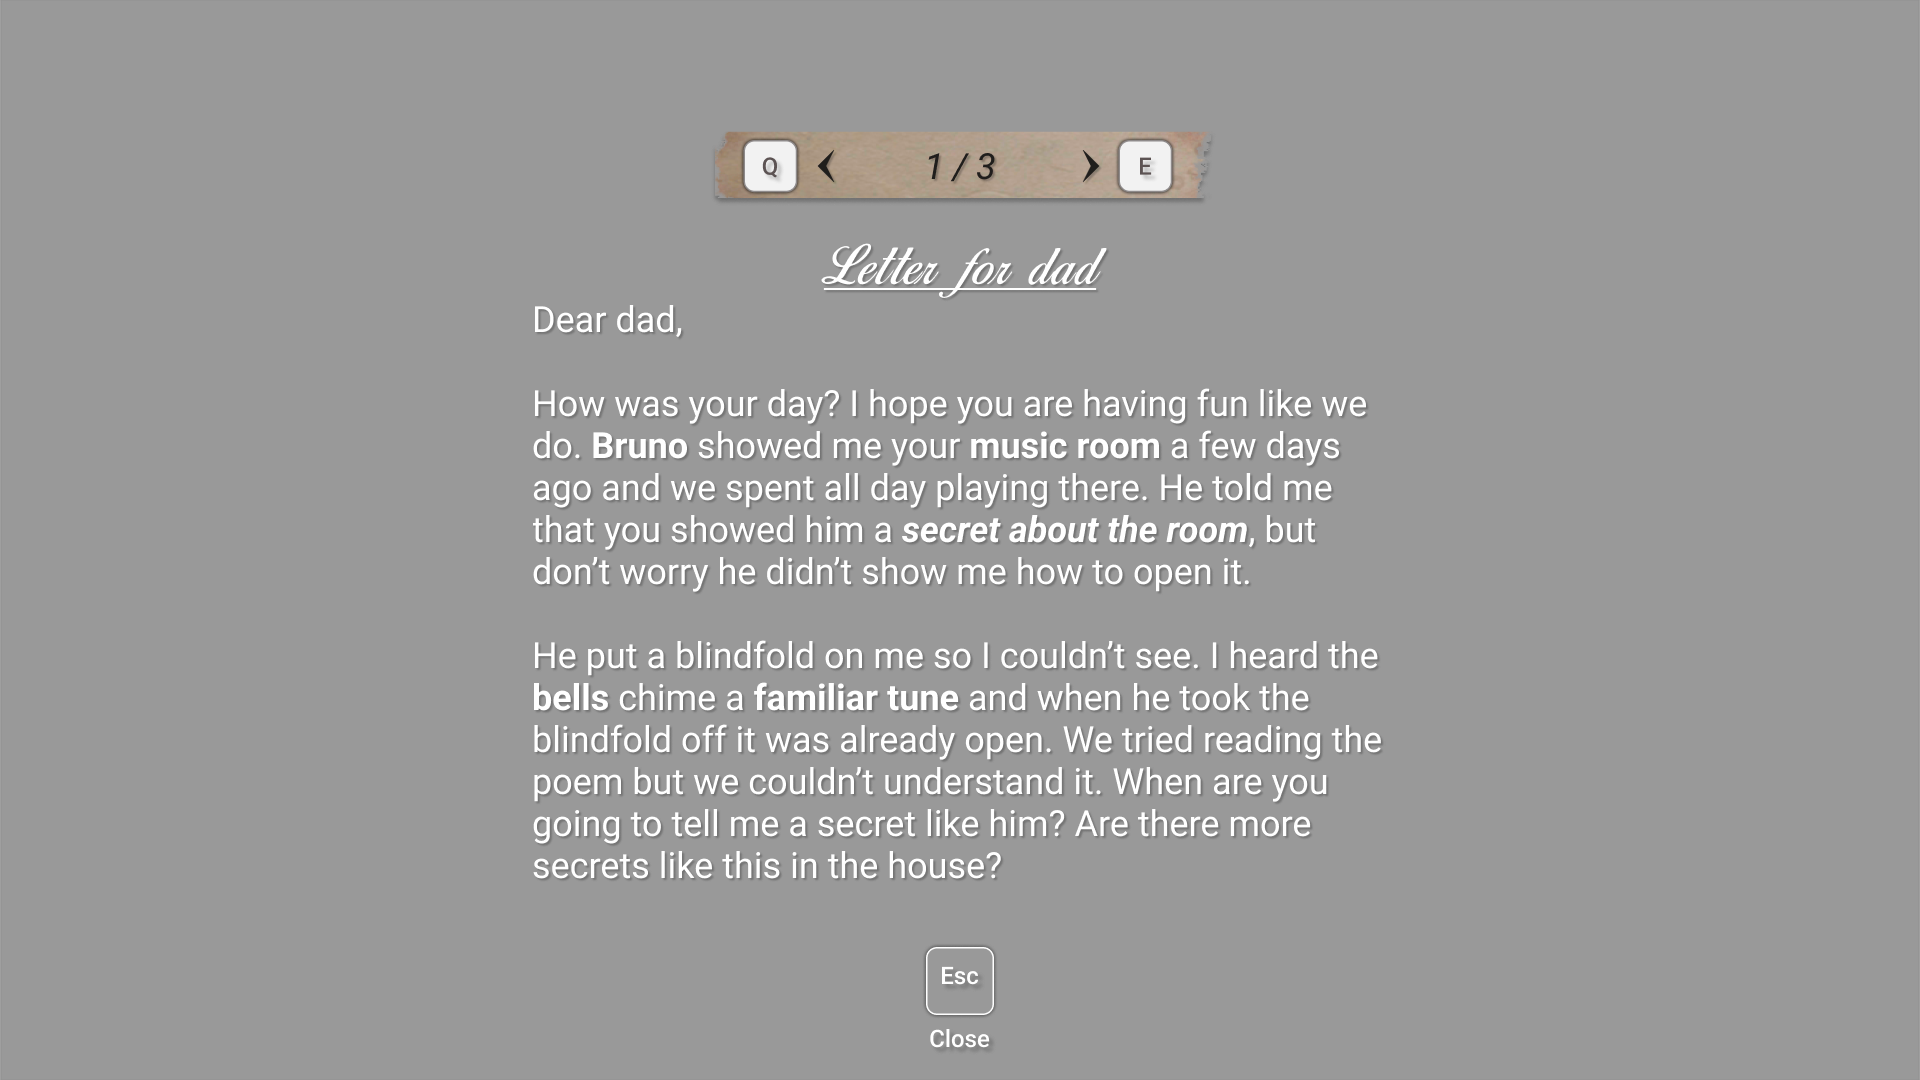 Q < 1 / 3 > E
Letter for dad
Dear dad,
How was your day? I hope you are having fun like we
do. Bruno showed me your music room a few days
ago and we spent all day playing there. He told me
that you showed him a secret about the room, but
don’t worry he didn’t show me how to open it.
He put a blindfold on me so I couldn’t see. I heard the
bells chime a familiar tune and when he took the
blindfold off it was already open. We tried reading the
poem but we couldn’t understand it. When are you
going to tell me a secret like him? Are there more
secrets like this in the house?
Esc
Close